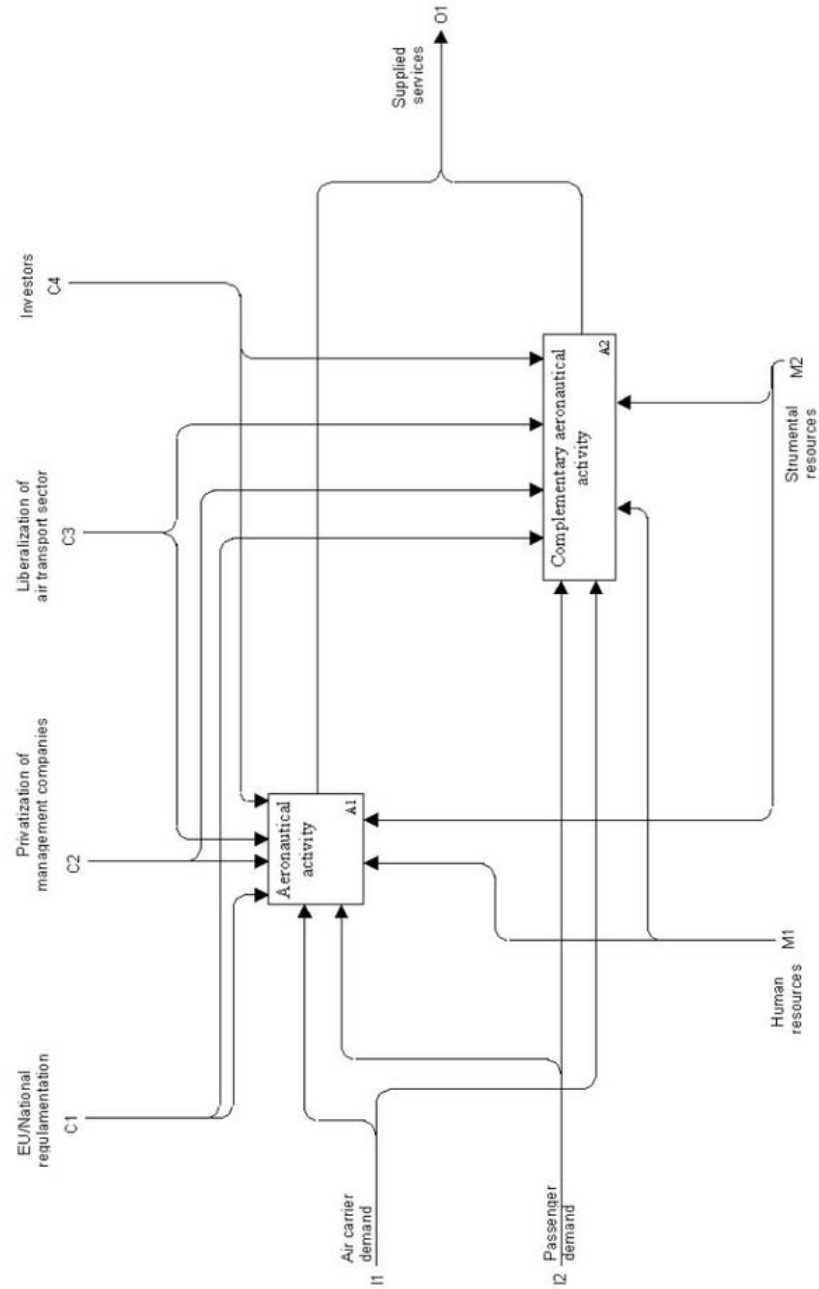 EU/National
regulamentation
C1
Privatization of
management companies
C2
Liberalization of
air transport sector
C3
Investors
C4
Air carrier
demand
I1
Passenger
demand
I2
Aeronautical
activity
A1
Complementary aeronautical
activity
A2
Supplied
services
O1
M1
Human
resources
M2
Strumental
resources